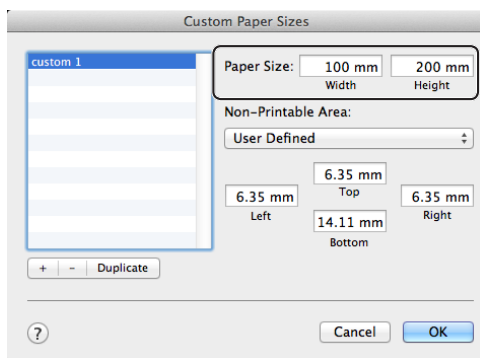 Custom Paper Sizes
custom 1
Paper Size: 100 mm 200 mm
Width Height
Non-Printable Area:
User Defined
6.35 mm
Top
6.35 mm 6.35 mm
Left Right
14.11 mm
Bottom
+ - Duplicate
? Cancel OK